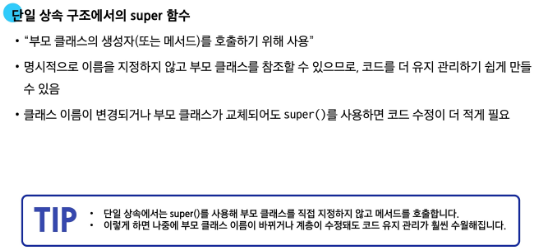 단일 상속 구조에서의 super 함수
• “부모 클래스의 생성자(또는 메서드)를 호출하기 위해 사용”
• 명시적으로 이름을 지정하지 않고 부모 클래스를 참조할 수 있으므로, 코드를 더 유지 관리하기 쉽게 만들
수 있음
• 클래스 이름이 변경되거나 부모 클래스가 교체되어도 super()를 사용하면 코드 수정이 더 적게 필요
TIP
• 단일 상속에서는 super()를 사용해 부모 클래스를 직접 지정하지 않고 메서드를 호출합니다.
• 이렇게 하면 나중에 부모 클래스 이름이 바뀌거나 계층이 수정돼도 코드 유지 관리가 훨씬 수월해집니다.